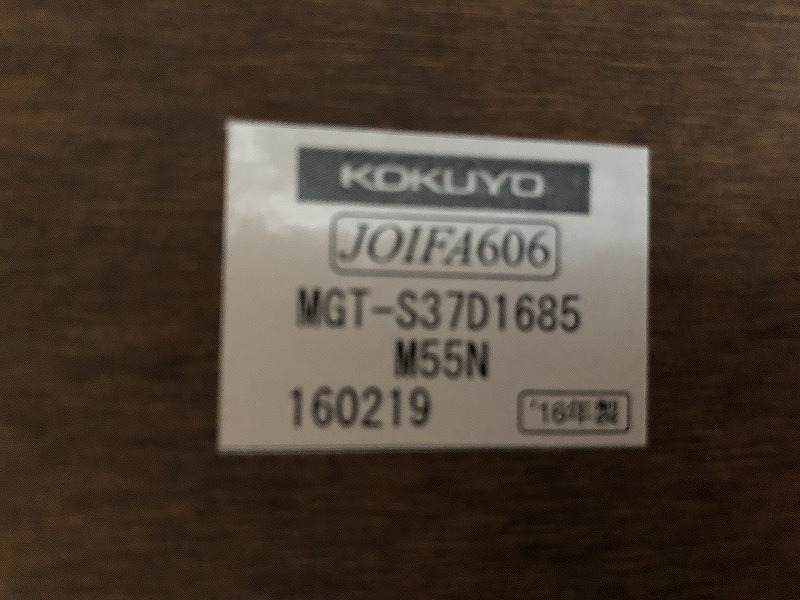 KOKUYO
JOIFA606
MGT-S37D1685
M55N
160219
'16年製